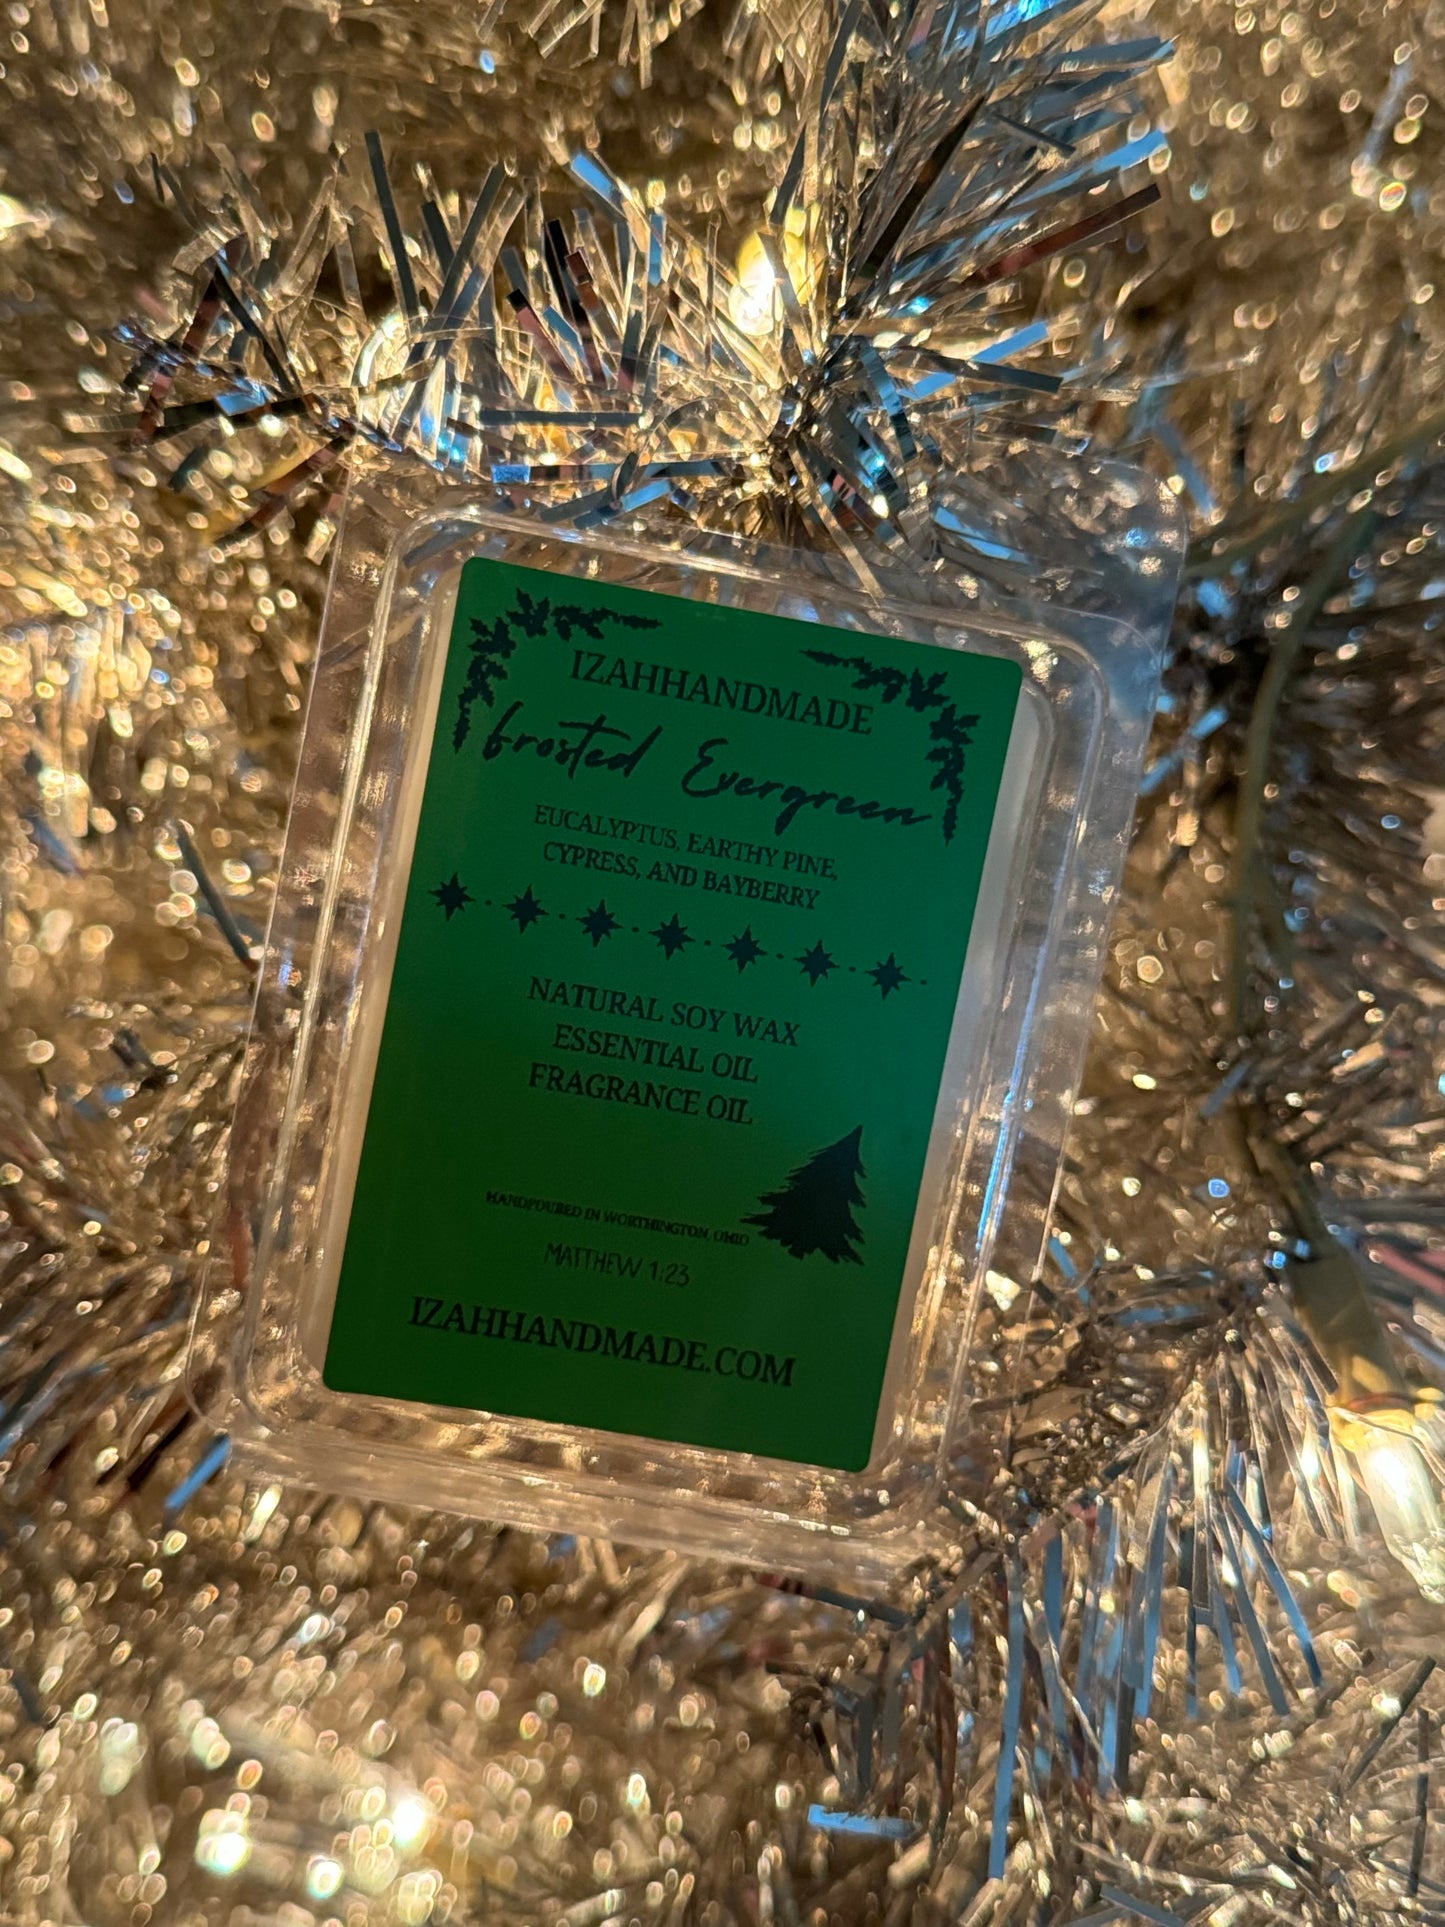 IZAHHANDMADE
Frosted Evergreen
EUCALYPTUS, EARTHY PINE,
CYPRESS, AND BAYBERRY
NATURAL SOY WAX
ESSENTIAL OIL
FRAGRANCE OIL
HANDPOURED IN WORTHINGTON, OHIO
MATTHEW 1:23
IZAHHANDMADE.COM